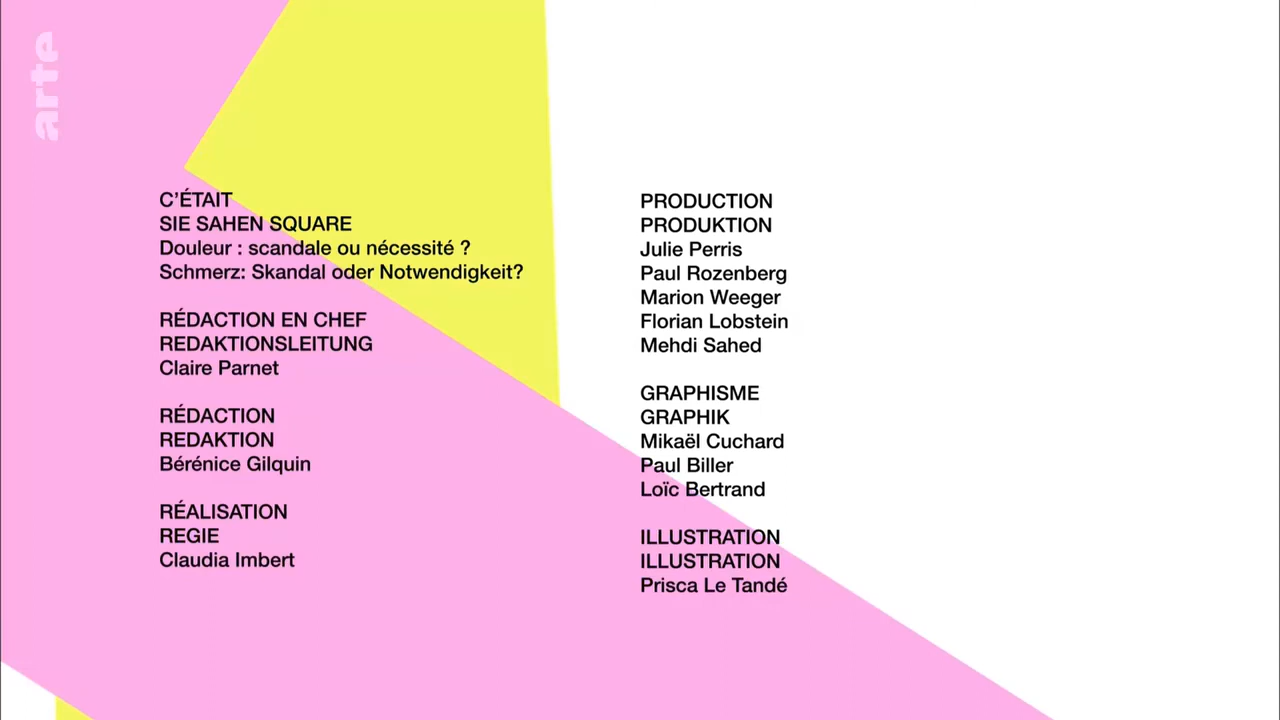 arte
C'ÉTAIT
SIE SAHEN SQUARE
Douleur : scandale ou nécessité ?
Schmerz: Skandal oder Notwendigkeit?
RÉDACTION EN CHEF
REDAKTIONSLEITUNG
Claire Parnet
RÉDACTION
REDAKTION
Bérénice Gilquin
RÉALISATION
REGIE
Claudia Imbert
PRODUCTION
PRODUKTION
Julie Perris
Paul Rozenberg
Marion Weeger
Florian Lobstein
Mehdi Sahed
GRAPHISME
GRAPHIK
Mikaël Cuchard
Paul Biller
Loïc Bertrand
ILLUSTRATION
ILLUSTRATION
Prisca Le Tandé